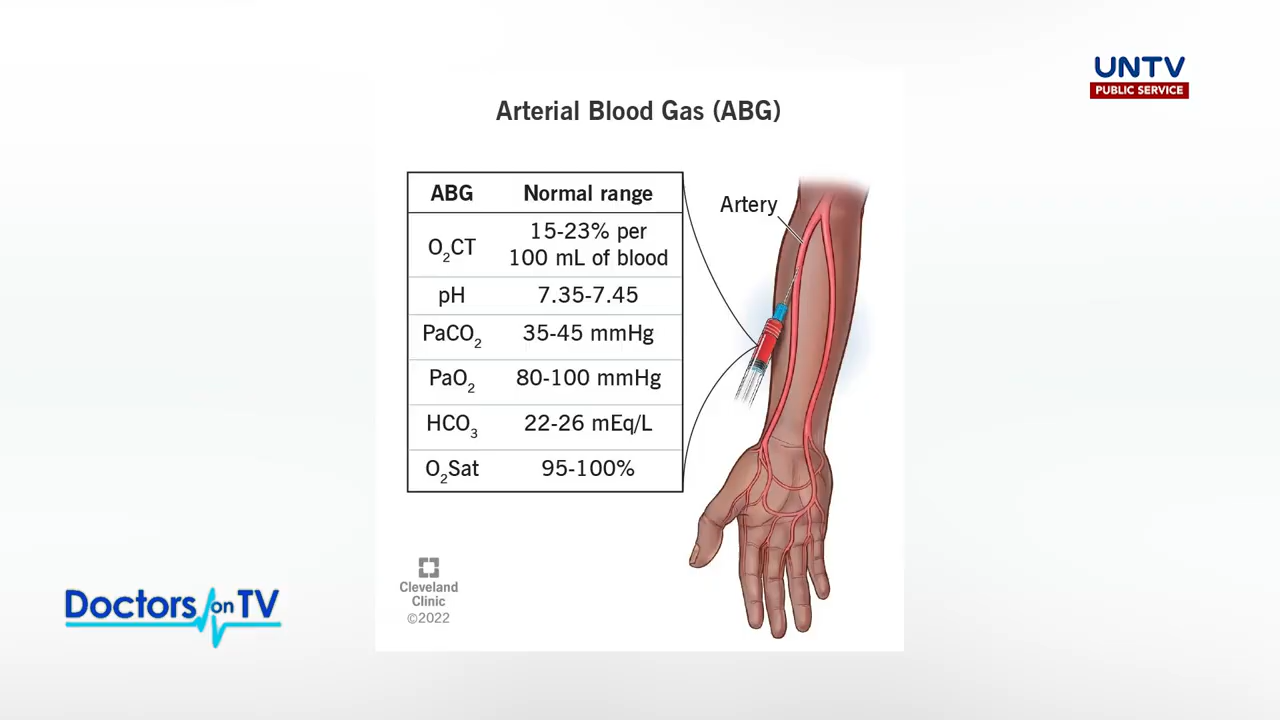 UNTV
PUBLIC SERVICE
Arterial Blood Gas (ABG)
ABG Normal range
O₂CT 15-23% per
100 mL of blood
pH 7.35-7.45
PaCO₂ 35-45 mmHg
PaO₂ 80-100 mmHg
HCO₃ 22-26 mEq/L
O₂Sat 95-100%
Artery
Cleveland
Clinic
©2022
Doctors on TV